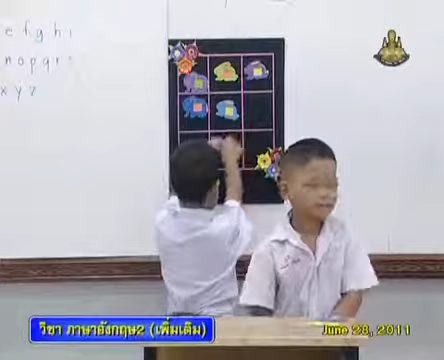 e f g h i
n o p q r s
x y z
วิชา ภาษาอังกฤษ2 (เพิ่มเติม)
June 28, 2011